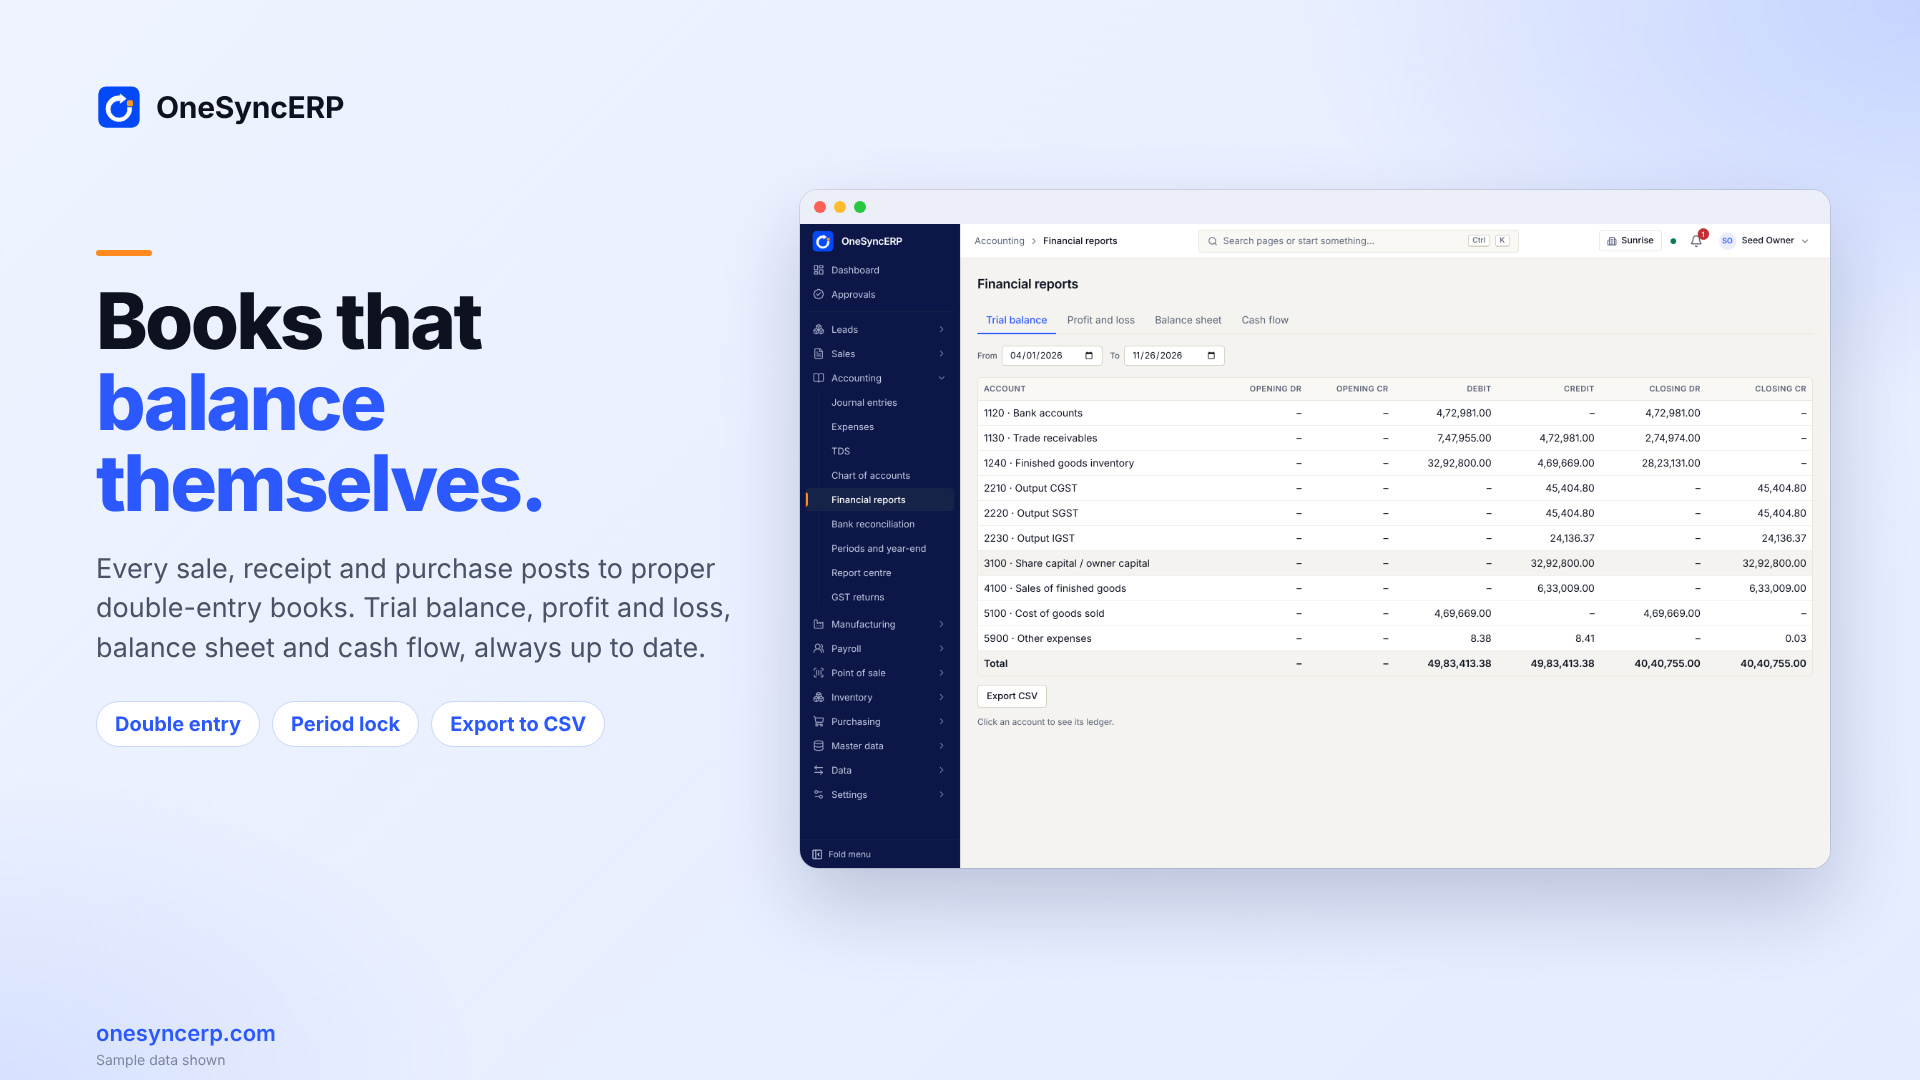 OneSyncERP
Books that
balance
themselves.
Every sale, receipt and purchase posts to proper
double-entry books. Trial balance, profit and loss,
balance sheet and cash flow, always up to date.
Double entry Period lock Export to CSV
onesyncerp.com
Sample data shown
OneSyncERP
Dashboard
Approvals
Leads
Sales
Accounting
Journal entries
Expenses
TDS
Chart of accounts
Financial reports
Bank reconciliation
Periods and year-end
Report centre
GST returns
Manufacturing
Payroll
Point of sale
Inventory
Purchasing
Master data
Data
Settings
Fold menu
Accounting > Financial reports Search pages or start something... Ctrl K Sunrise 1 SO Seed Owner
Financial reports
Trial balance Profit and loss Balance sheet Cash flow
From 04/01/2026 To 11/26/2026
ACCOUNT OPENING DR OPENING CR DEBIT CREDIT CLOSING DR CLOSING CR
1120 · Bank accounts – – 4,72,981.00 – 4,72,981.00 –
1130 · Trade receivables – – 7,47,955.00 4,72,981.00 2,74,974.00 –
1240 · Finished goods inventory – – 32,92,800.00 4,69,669.00 28,23,131.00 –
2210 · Output CGST – – – 45,404.80 – 45,404.80
2220 · Output SGST – – – 45,404.80 – 45,404.80
2230 · Output IGST – – – 24,136.37 – 24,136.37
3100 · Share capital / owner capital – – – 32,92,800.00 – 32,92,800.00
4100 · Sales of finished goods – – – 6,33,009.00 – 6,33,009.00
5100 · Cost of goods sold – – 4,69,669.00 – 4,69,669.00 –
5900 · Other expenses – – 8.38 8.41 – 0.03
Total – – 49,83,413.38 49,83,413.38 40,40,755.00 40,40,755.00
Export CSV
Click an account to see its ledger.